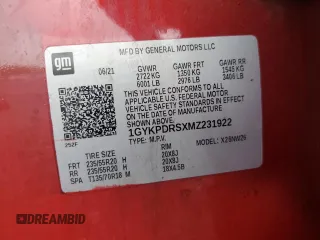 gm
MFD BY GENERAL MOTORS LLC
06/21 GVWR GAWR FRT GAWR RR
2722 KG 1350 KG 1545 KG
6001 LB 2976 LB 3406 LB
THIS VEHICLE CONFORMS TO ALL
APPLICABLE U.S. FEDERAL MOTOR
VEHICLE SAFETY STANDARDS IN
EFFECT ON THE DATE OF
MANUFACTURE SHOWN ABOVE.
1GYKPDRSXMZ231922
TYPE: M.P.V. MODEL:
252F
TIRE SIZE RIM
FRT 235/55R20 H 20X8J
RR 235/55R20 H 20X8J
SP T135/70R18 M 18X4.5B
DREAMBID